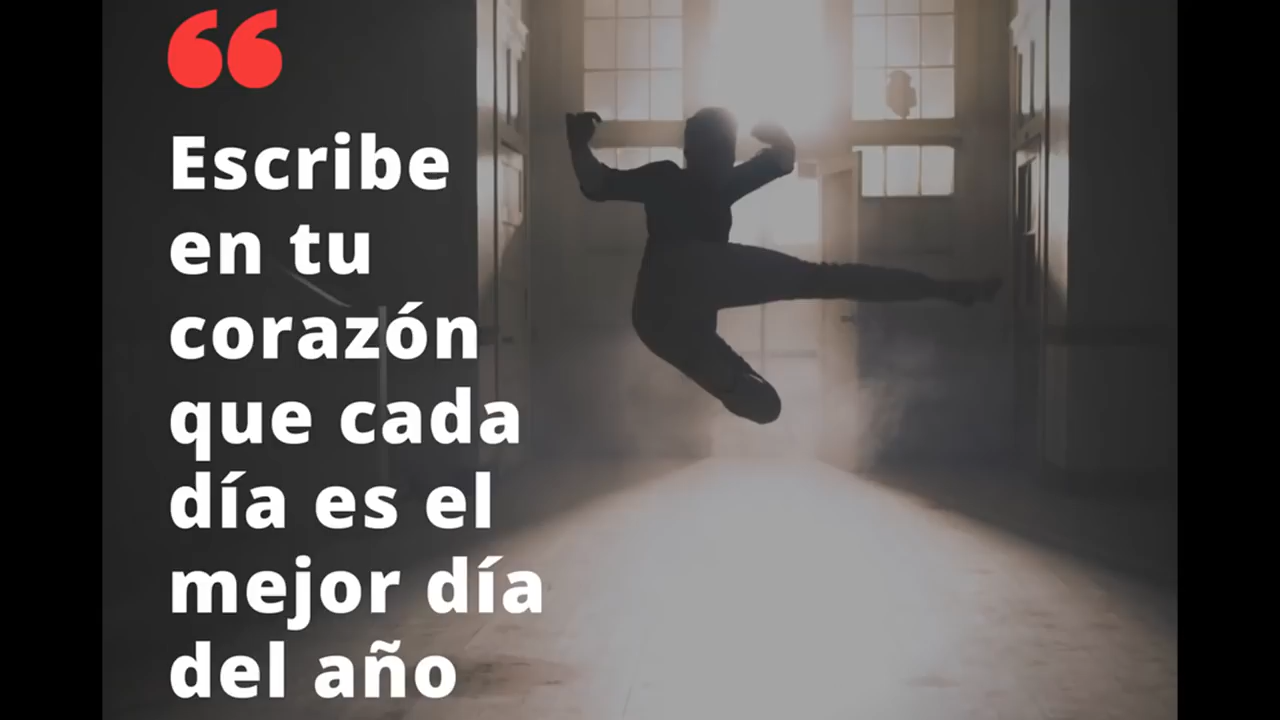 “
Escribe
en tu
corazón
que cada
día es el
mejor día
del año